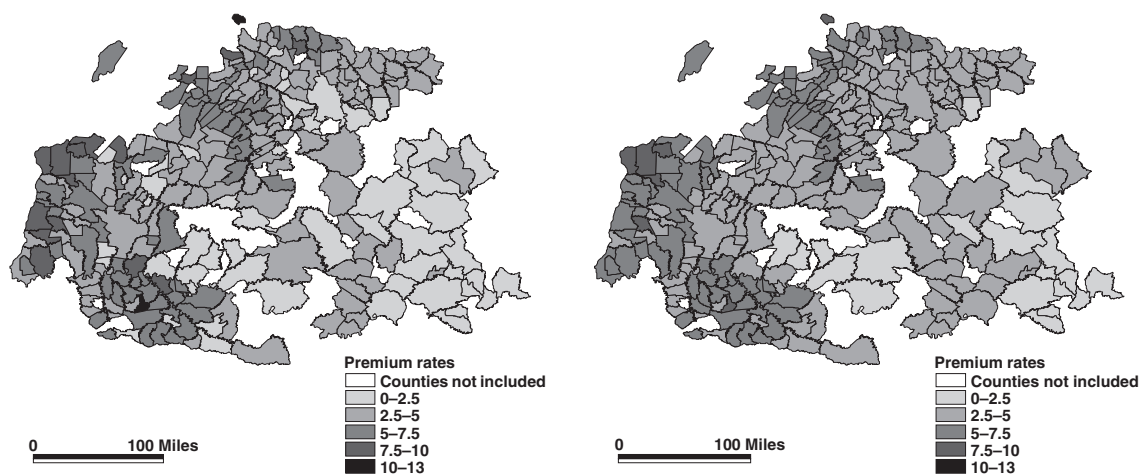 Premium rates
Counties not included
0–2.5
2.5–5
5–7.5
7.5–10
10–13
0 100 Miles
Premium rates
Counties not included
0–2.5
2.5–5
5–7.5
7.5–10
10–13
0 100 Miles